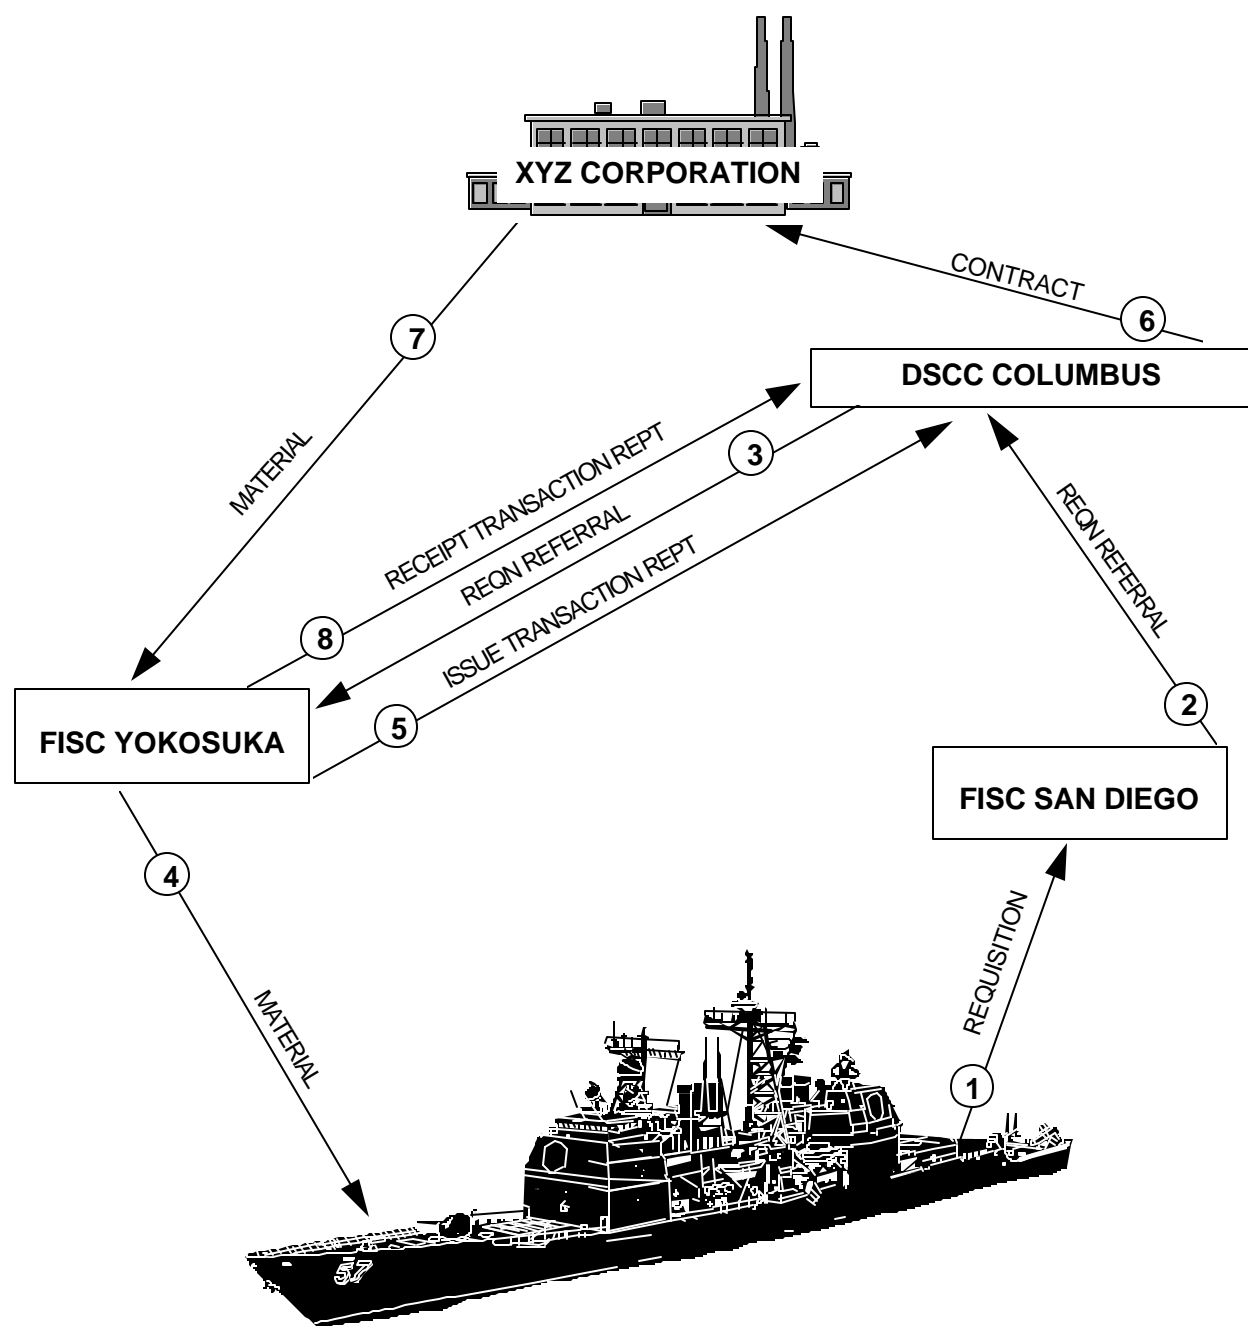 XYZ CORPORATION
CONTRACT
6
7
DSCC COLUMBUS
MATERIAL
RECEIPT TRANSACTION REPT
3
REQN REFERRAL
ISSUE TRANSACTION REPT
REQN REFERRAL
8
5
2
FISC YOKOSUKA
FISC SAN DIEGO
4
MATERIAL
REQUISITION
1
57